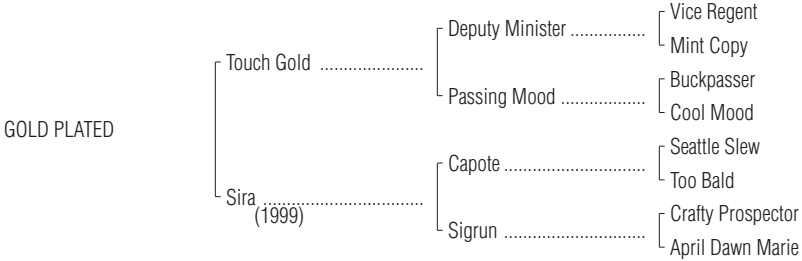 Vice Regent
Deputy Minister ................
Mint Copy
Touch Gold ......................
Buckpasser
Passing Mood ..................
Cool Mood
GOLD PLATED
Seattle Slew
Capote ..............................
Too Bald
Sira ..................................
(1999)
Crafty Prospector
Sigrun ..............................
April Dawn Marie